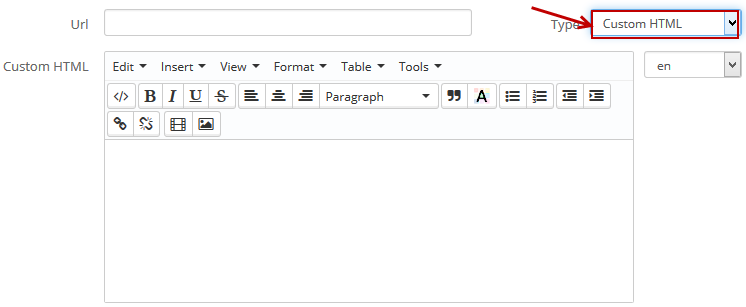 Url Type Custom HTML
Custom HTML Edit Insert View Format Table Tools en
B I U S Paragraph A